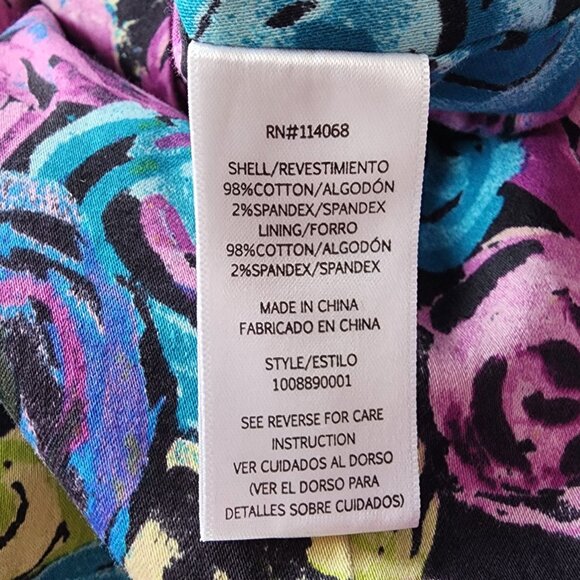 RN#114068
SHELL/REVESTIMIENTO
98%COTTON/ALGODÓN
2%SPANDEX/SPANDEX
LINING/FORRO
98%COTTON/ALGODÓN
2%SPANDEX/SPANDEX
MADE IN CHINA
FABRICADO EN CHINA
STYLE/ESTILO
1008890001
SEE REVERSE FOR CARE
INSTRUCTION
VER CUIDADOS AL DORSO
(VER EL DORSO PARA
DETALLES SOBRE CUIDADOS)